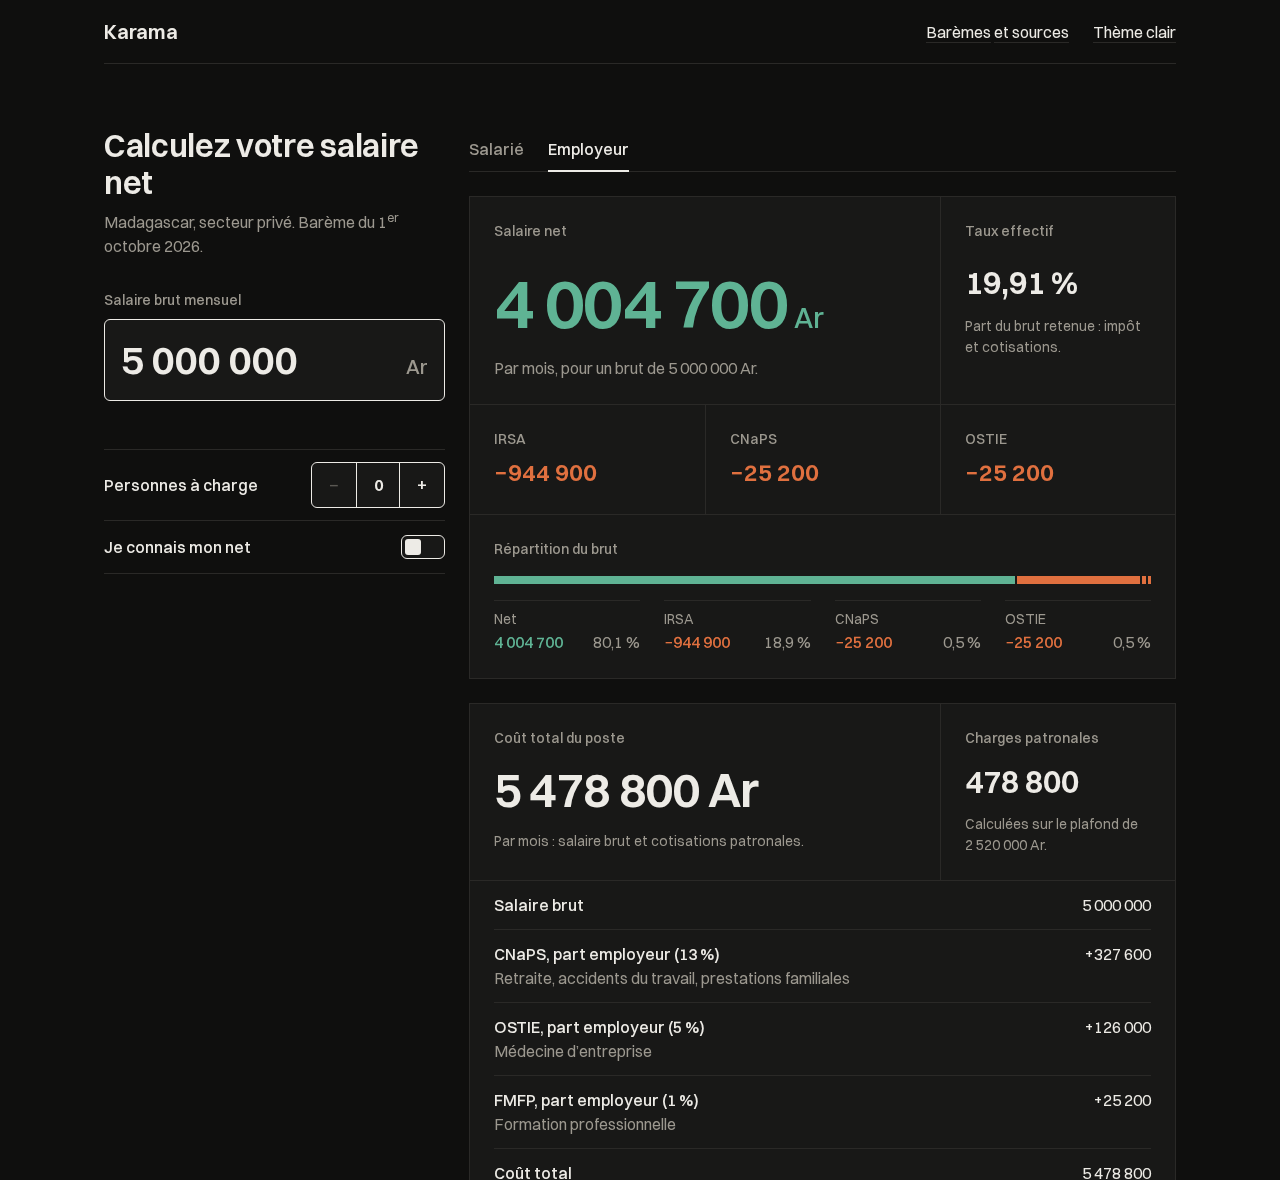 Karama
Barèmes et sources
Thème clair
Calculez votre salaire
net
Madagascar, secteur privé. Barème du 1er
octobre 2026.
Salaire brut mensuel
5 000 000 Ar
Personnes à charge
− 0 +
Je connais mon net
Salarié Employeur
Salaire net
4 004 700 Ar
Par mois, pour un brut de 5 000 000 Ar.
Taux effectif
19,91 %
Part du brut retenue : impôt
et cotisations.
IRSA
−944 900
CNaPS
−25 200
OSTIE
−25 200
Répartition du brut
Net
4 004 700 80,1 %
IRSA
−944 900 18,9 %
CNaPS
−25 200 0,5 %
OSTIE
−25 200 0,5 %
Coût total du poste
5 478 800 Ar
Par mois : salaire brut et cotisations patronales.
Charges patronales
478 800
Calculées sur le plafond de
2 520 000 Ar.
Salaire brut 5 000 000
CNaPS, part employeur (13 %) +327 600
Retraite, accidents du travail, prestations familiales
OSTIE, part employeur (5 %) +126 000
Médecine d’entreprise
FMFP, part employeur (1 %) +25 200
Formation professionnelle
Coût total 5 478 800